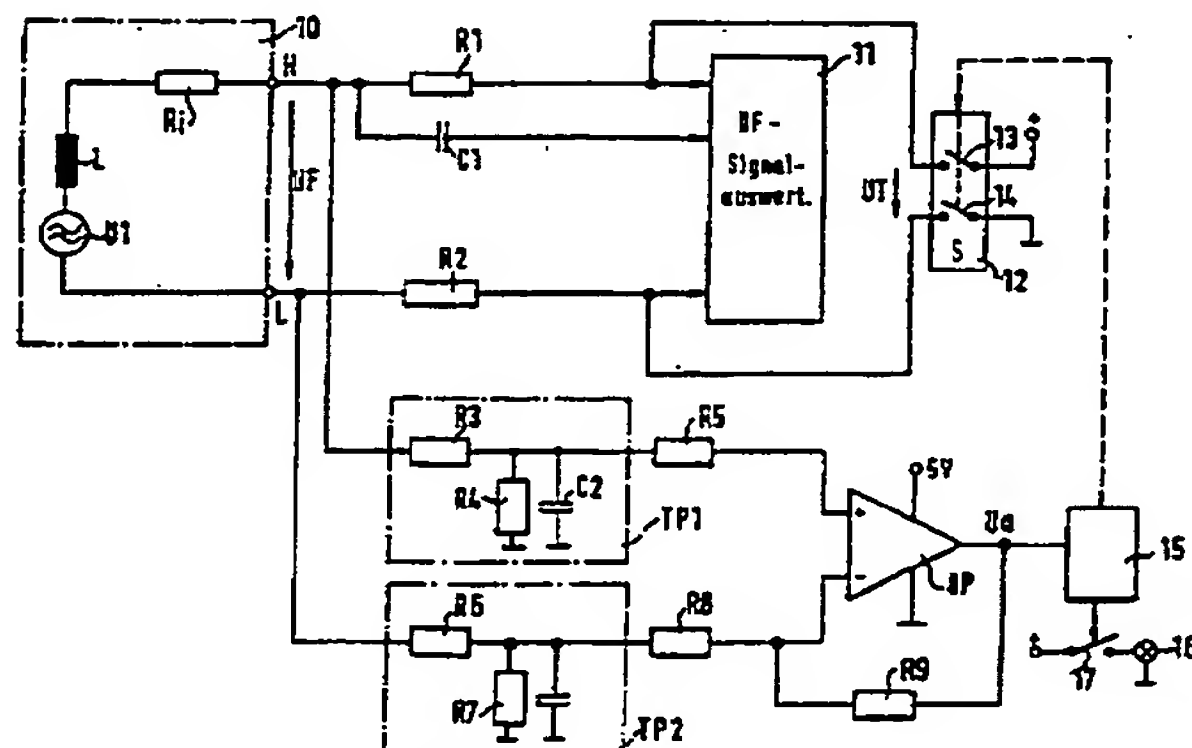 10
H
R1
11
Ri
C1
UF
L
UF-
Signal-
auswert.
+
13
UT
14
S
12
U1
R2
L
R3
R5
R4
C2
TP1
5V
+
-
Ua
OP
15
R6
R8
R7
R9
TP2
+
17
16